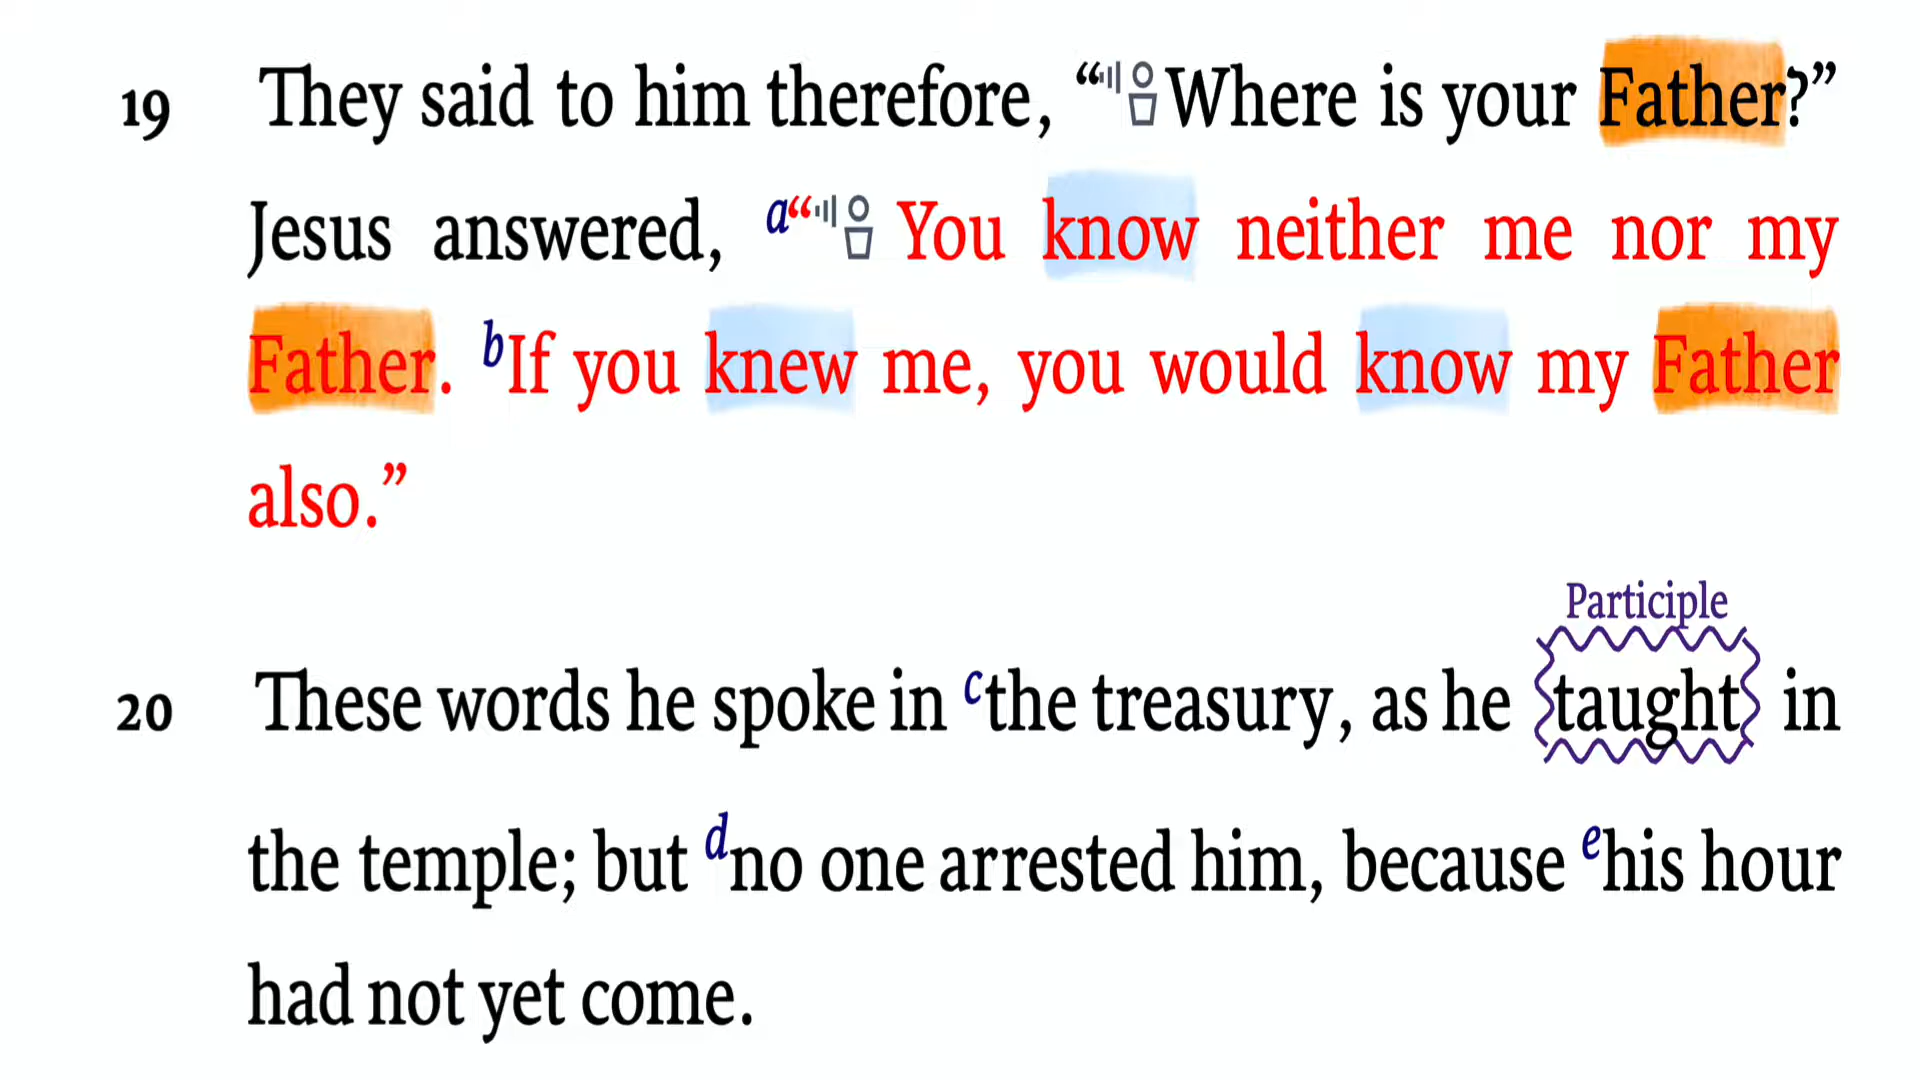 19 They said to him therefore, “Where is your Father?”
Jesus answered, a“ You know neither me nor my
Father. bIf you knew me, you would know my Father
also.”
Participle
20 These words he spoke in cthe treasury, as he taught in
the temple; but dno one arrested him, because ehis hour
had not yet come.